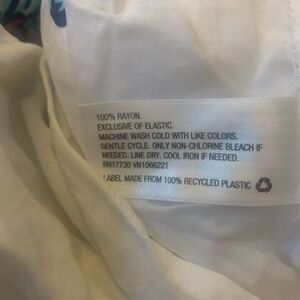 100% RAYON.
EXCLUSIVE OF ELASTIC.
MACHINE WASH COLD WITH LIKE COLORS.
GENTLE CYCLE. ONLY NON-CHLORINE BLEACH IF
NEEDED. LINE DRY. COOL IRON IF NEEDED.
RN17730 VN1066221
LABEL MADE FROM 100% RECYCLED PLASTIC